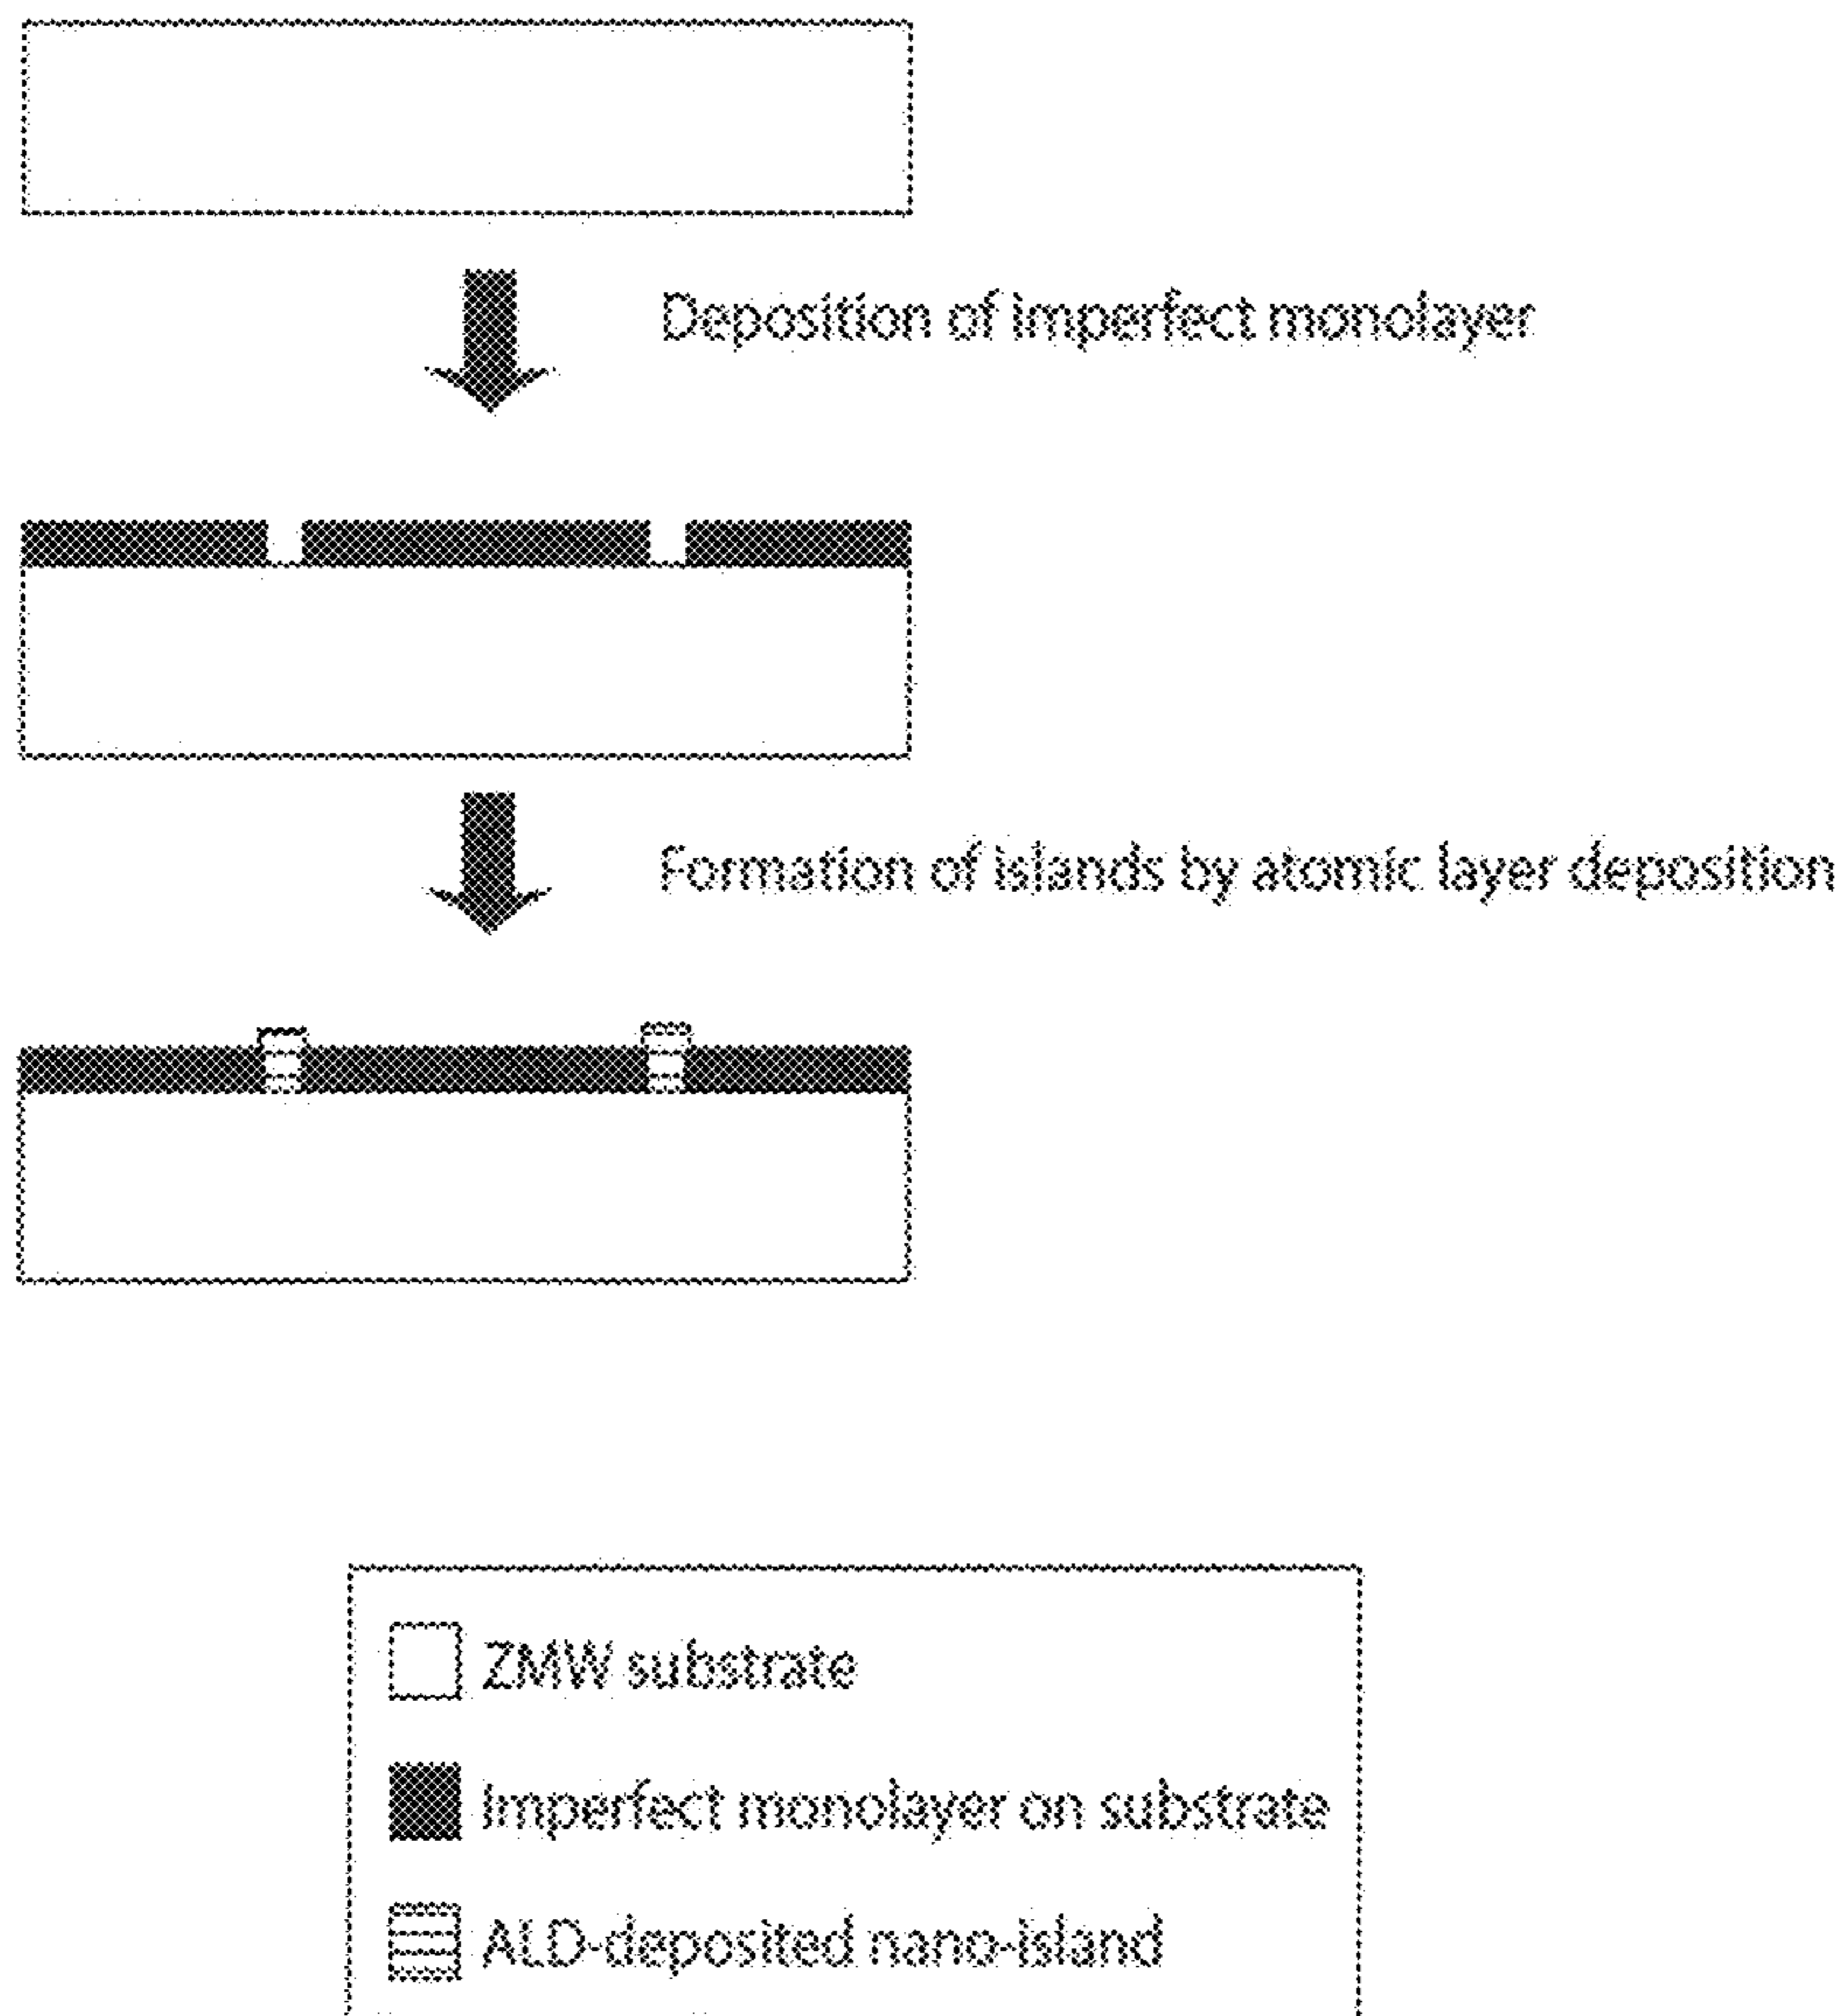 Deposition of imperfect monolayer
Formation of islands by atomic layer deposition
ZMW substrate
Imperfect monolayer on substrate
ALD-deposited nano-island